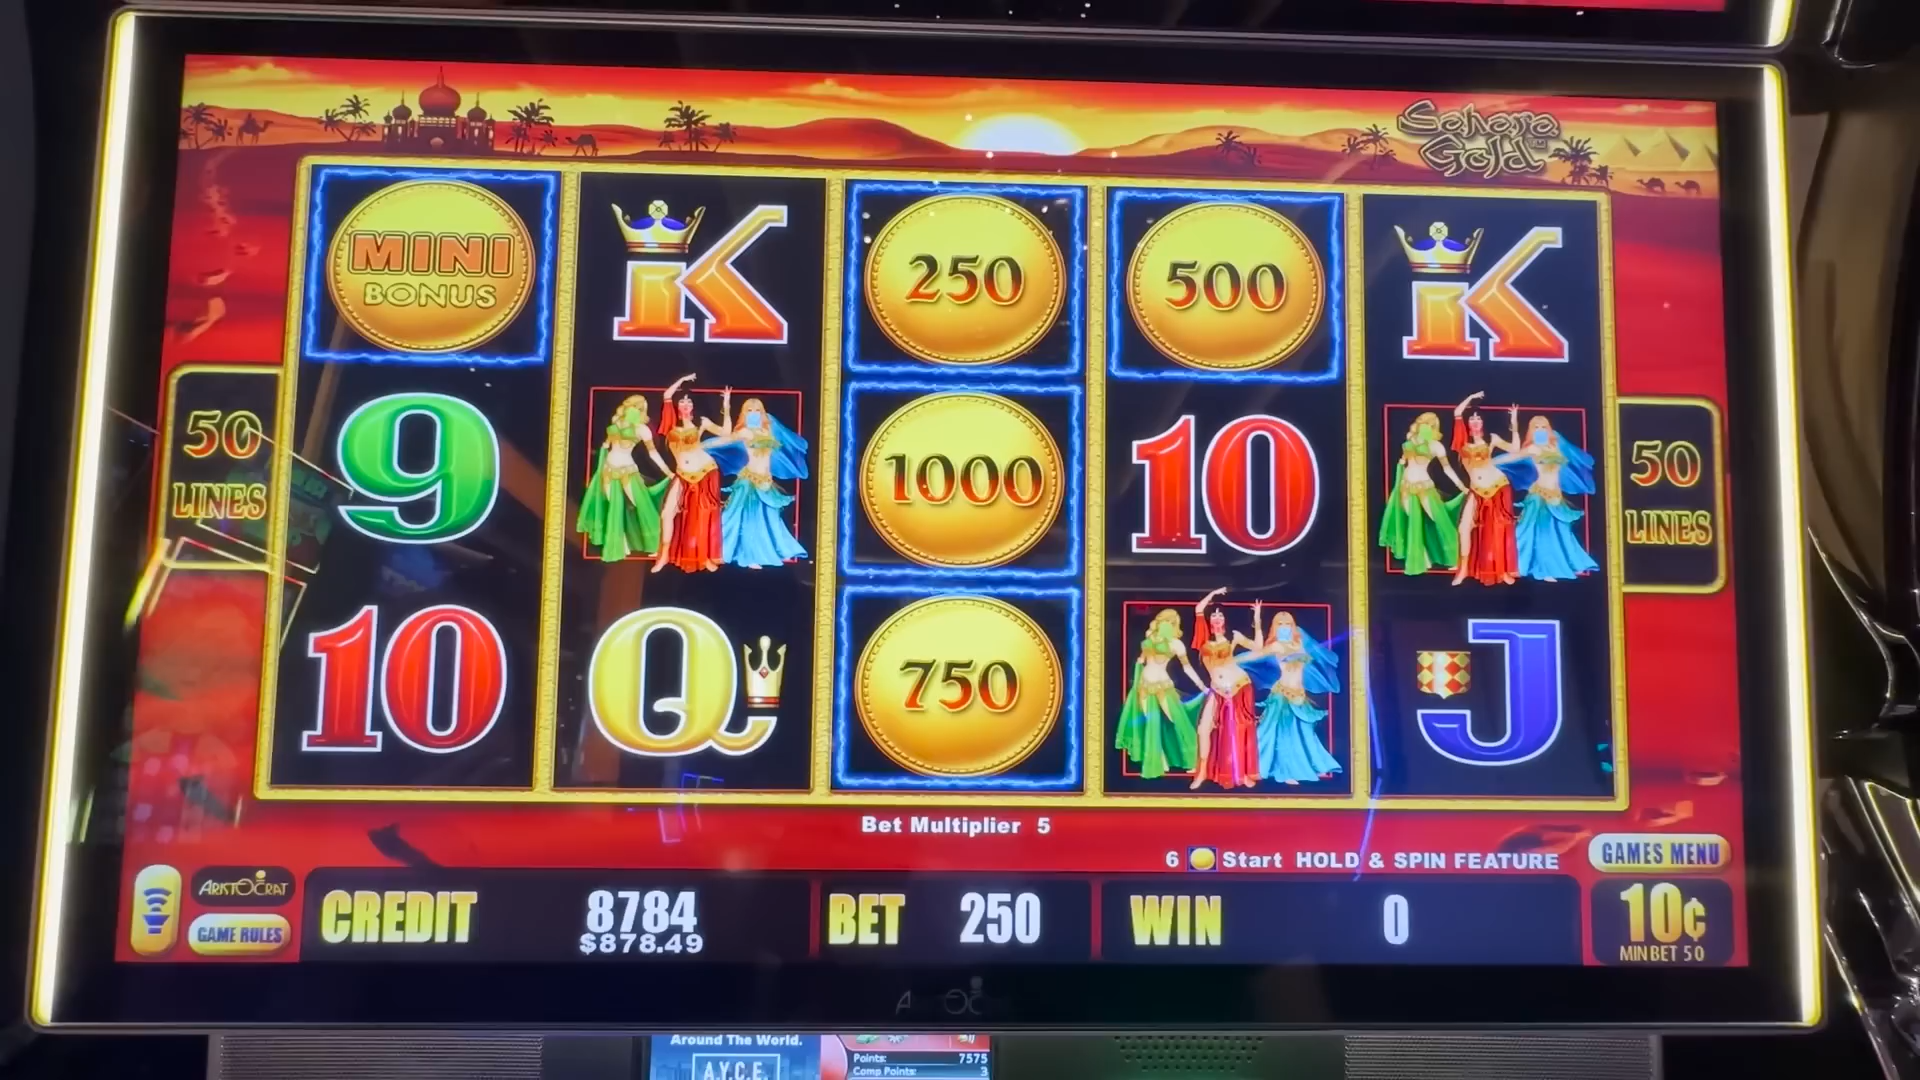 Sahara
Gold™
MINI
BONUS
K
250
500
K
50
LINES
9
1000
10
50
LINES
10
Q
750
J
Bet Multiplier 5
6 Start HOLD & SPIN FEATURE
GAMES MENU
ARISTOCRAT
GAME RULES
CREDIT
8784
$878.49
BET
250
WIN
0
10¢
MIN BET 50
Around The World.
A.Y.C.E.
Points: 7575
Comp Points: 3